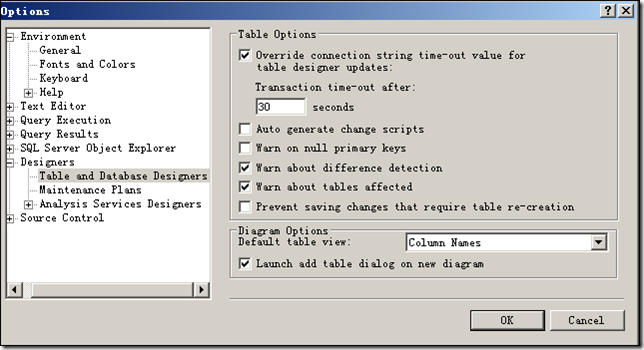 Options
Environment
General
Fonts and Colors
Keyboard
Help
Text Editor
Query Execution
Query Results
SQL Server Object Explorer
Designers
Table and Database Designers
Maintenance Plans
Analysis Services Designers
Source Control
Table Options
Override connection string time-out value for
table designer updates:
Transaction time-out after:
30 seconds
Auto generate change scripts
Warn on null primary keys
Warn about difference detection
Warn about tables affected
Prevent saving changes that require table re-creation
Diagram Options
Default table view: Column Names
Launch add table dialog on new diagram
OK Cancel